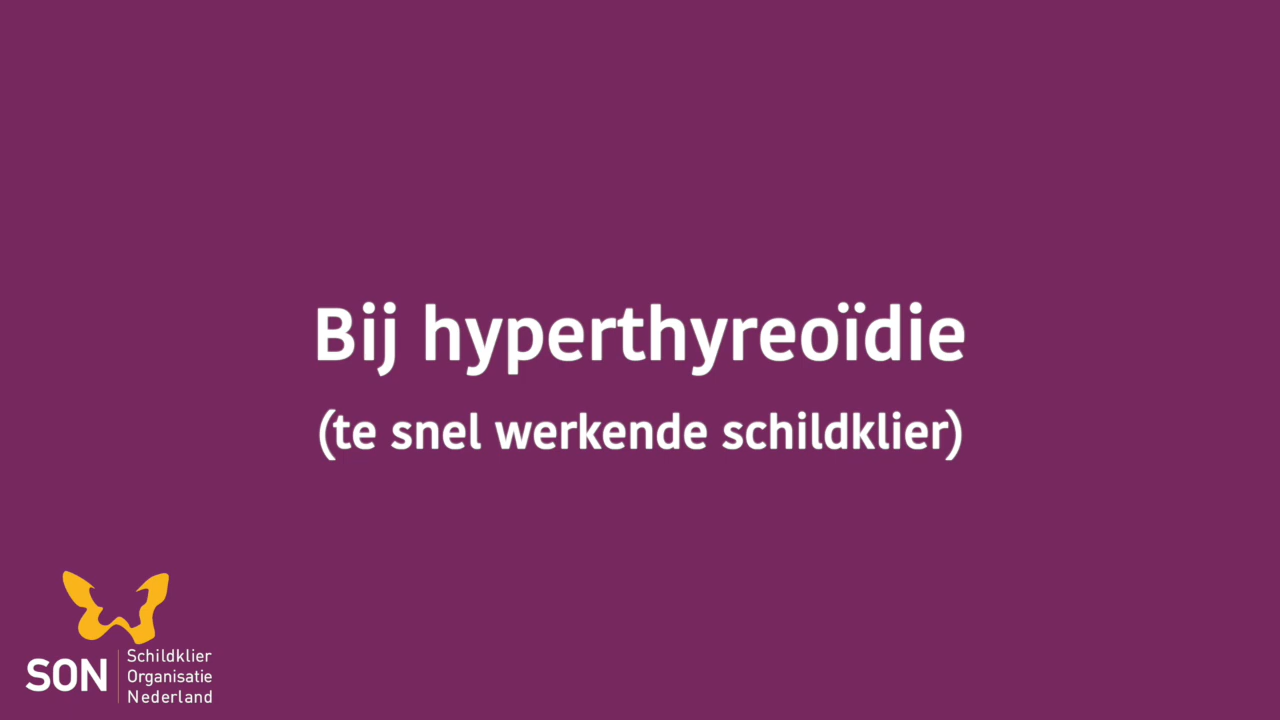 Bij hyperthyreoïdie
(te snel werkende schildklier)
SON
Schildklier
Organisatie
Nederland